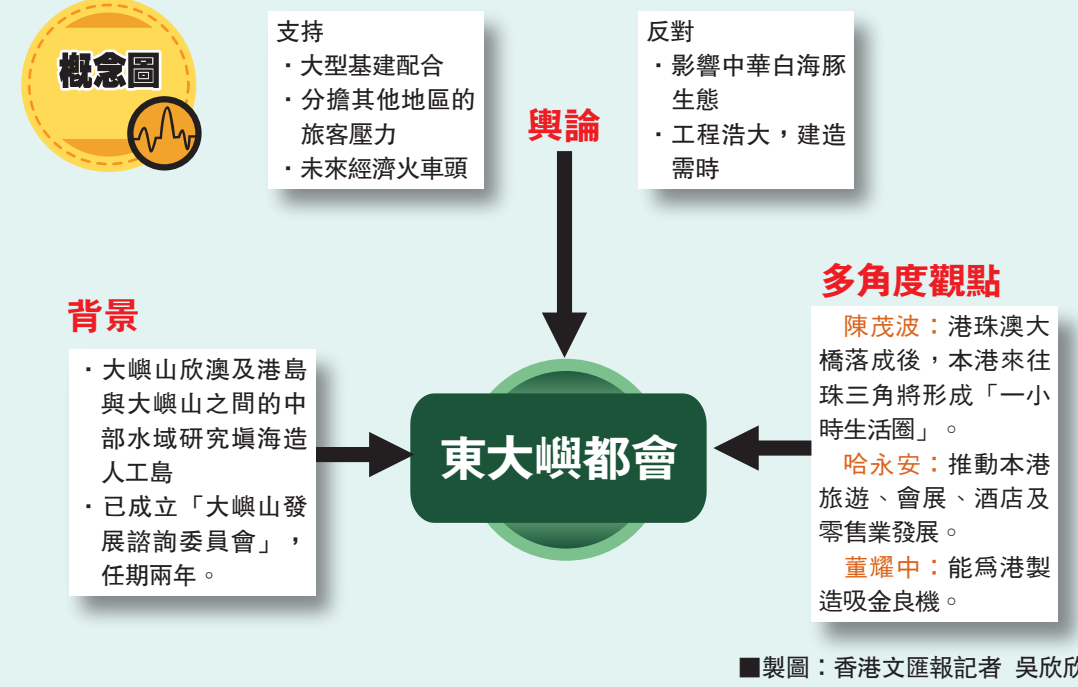 概念圖
支持
·大型基建配合
·分擔其他地區的
旅客壓力
·未來經濟火車頭
輿論
反對
·影響中華白海豚
生態
·工程浩大，建造
需時
背景
·大嶼山欣澳及港島
與大嶼山之間的中
部水域研究填海造
人工島
·已成立「大嶼山發
展諮詢委員會」，
任期兩年。
東大嶼都會
多角度觀點
陳茂波：港珠澳大
橋落成後，本港來往
珠三角將形成「一小
時生活圈」。
哈永安：推動本港
旅遊、會展、酒店及
零售業發展。
董耀中：能為港製
造吸金良機。
■製圖：香港文匯報記者 吳欣欣